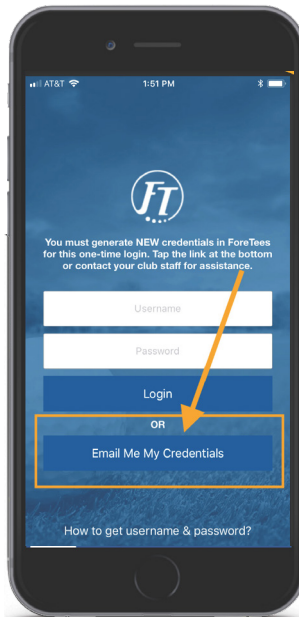 AT&T 1:51 PM
FT
You must generate NEW credentials in ForeTees
for this one-time login. Tap the link at the bottom
or contact your club staff for assistance.
Username
Password
Login
OR
Email Me My Credentials
How to get username & password?